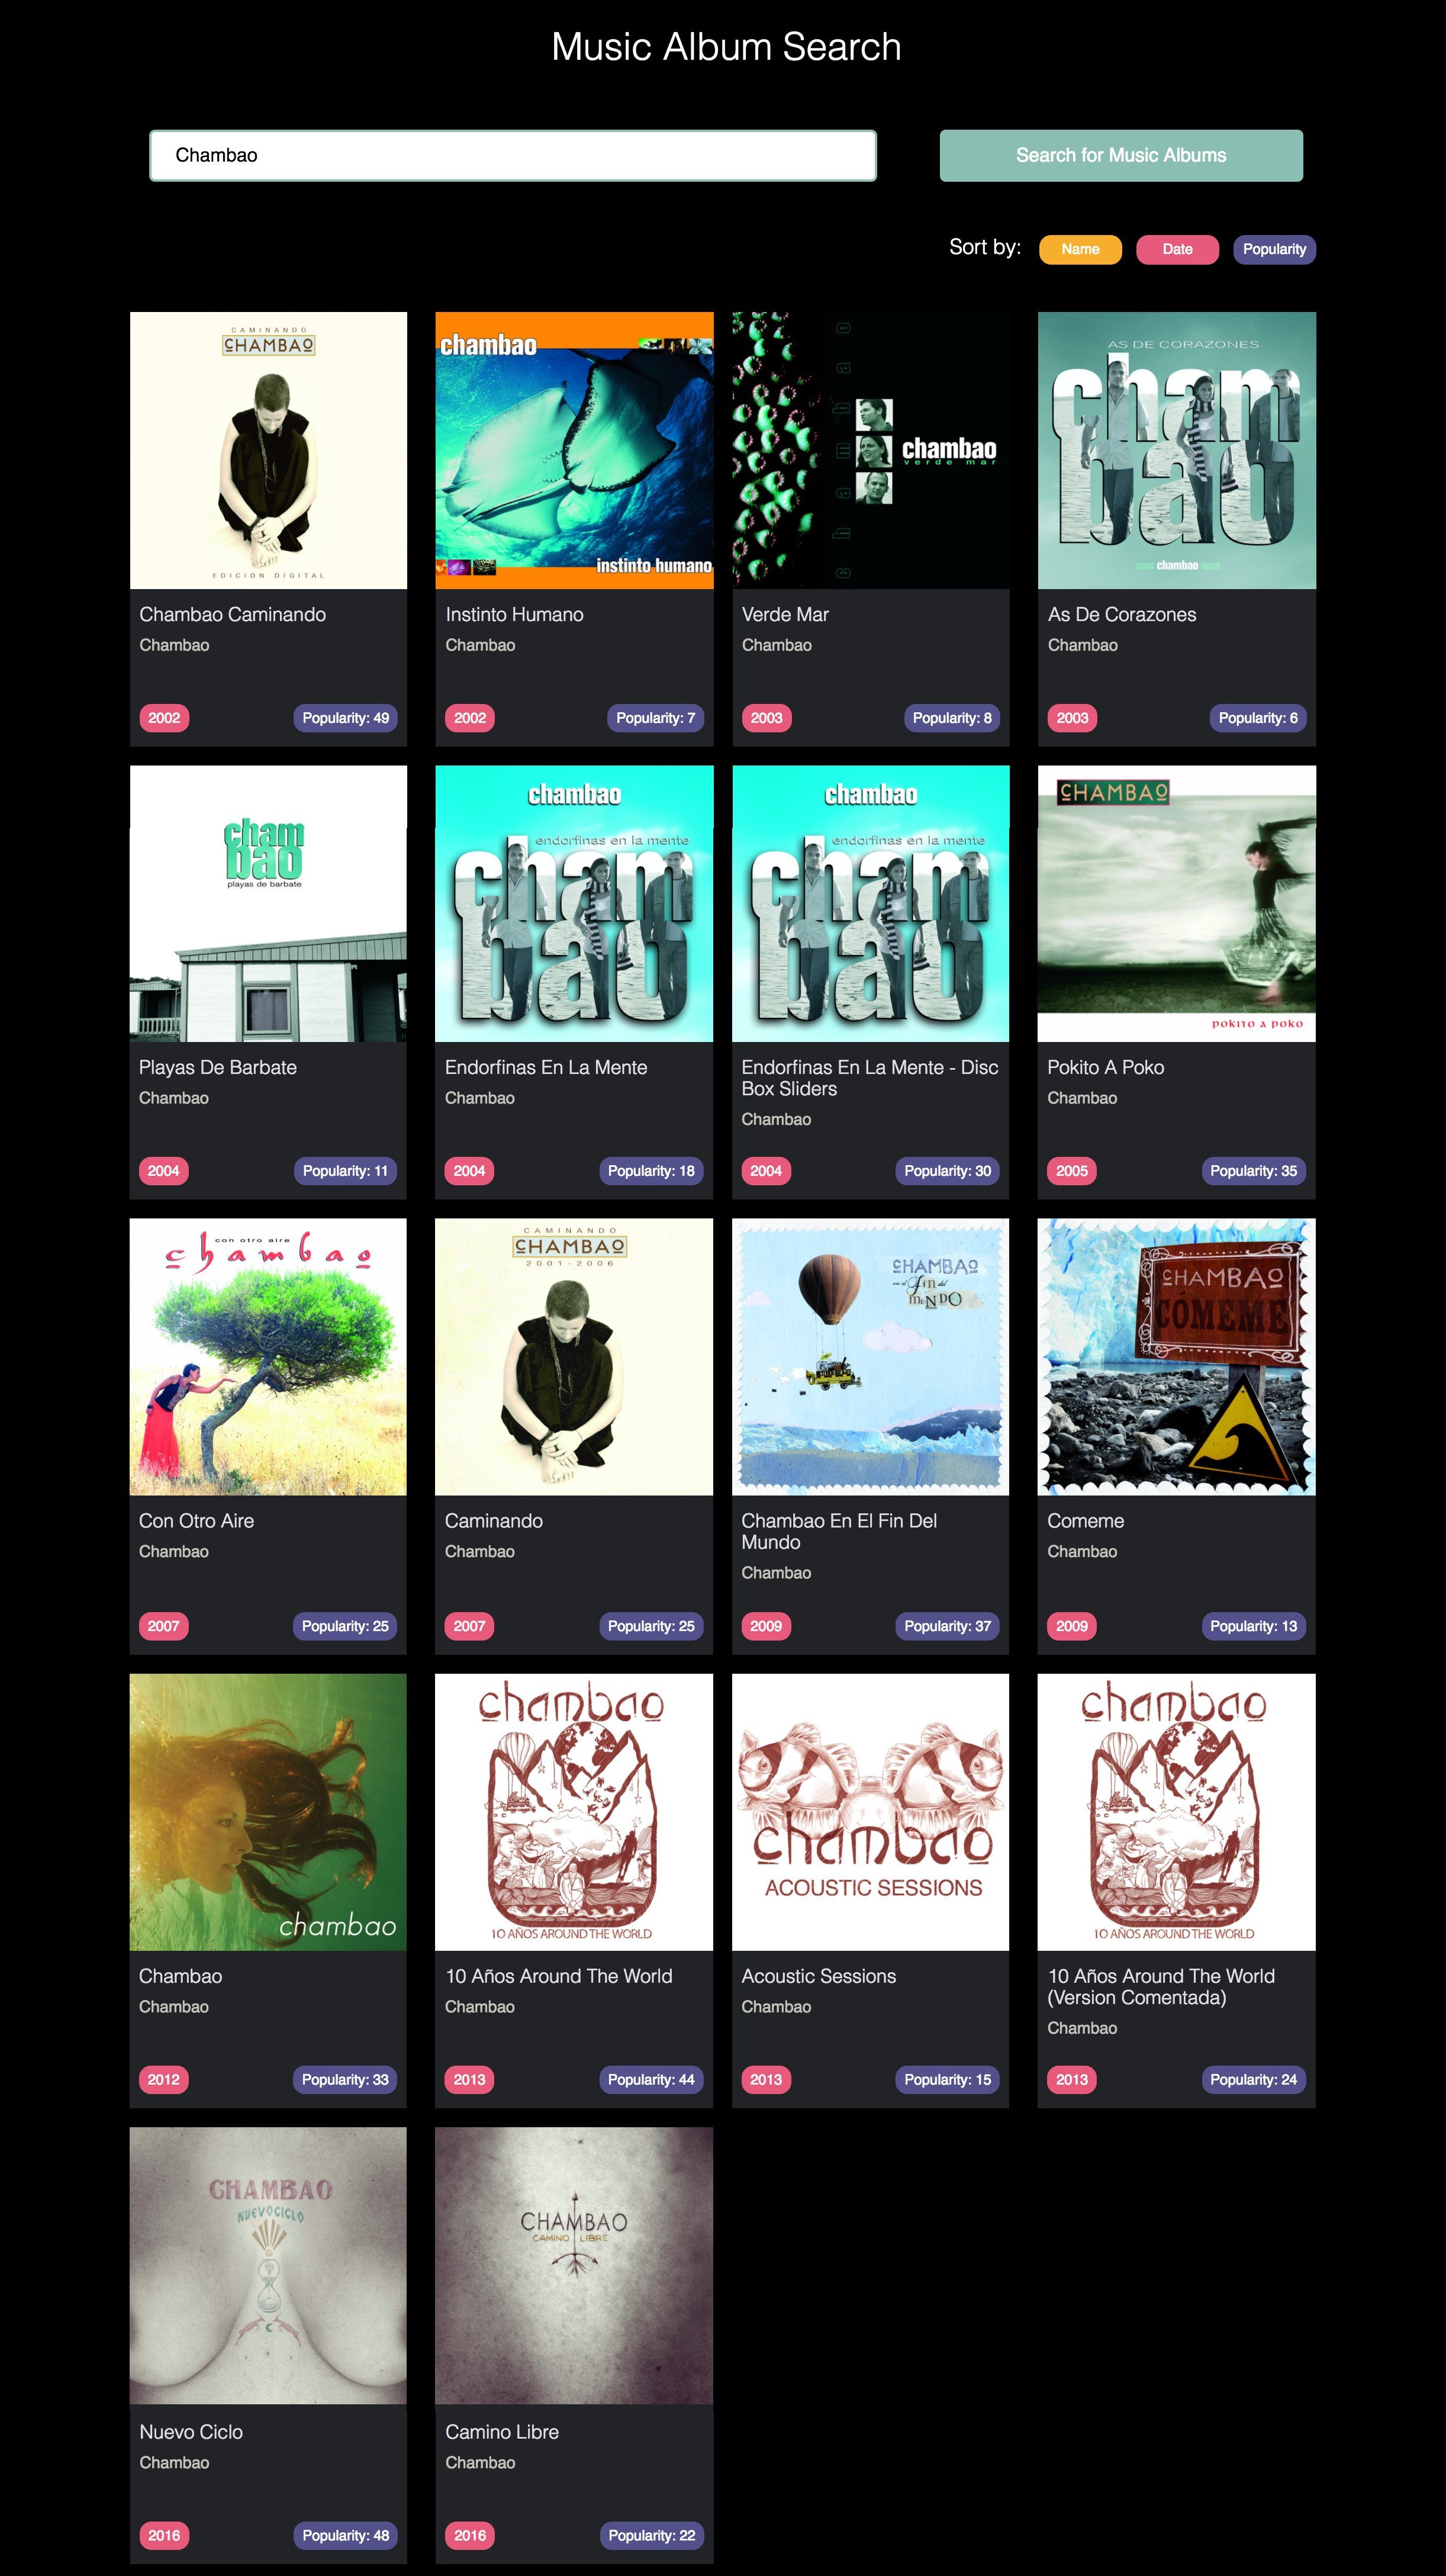 Music Album Search
Chambao
Search for Music Albums
Sort by:
Name
Date
Popularity
CAMINANDO
CHAMBAO
EDICION DIGITAL
Chambao Caminando
Chambao
2002
Popularity: 49
chambao
instinto humano
Instinto Humano
Chambao
2002
Popularity: 7
chambao
chambao
verde mar
Verde Mar
Chambao
2003
Popularity: 8
AS DE CORAZONES
cham
bao
chambao
As De Corazones
Chambao
2003
Popularity: 6
cham
bao
playas de barbate
Playas De Barbate
Chambao
2004
Popularity: 11
chambao
endorfinas en la mente
cham
bao
Endorfinas En La Mente
Chambao
2004
Popularity: 18
chambao
endorfinas en la mente
cham
bao
Endorfinas En La Mente - Disc
Box Sliders
Chambao
2004
Popularity: 30
CHAMBAO
POKITO A POKO
Pokito A Poko
Chambao
2005
Popularity: 35
con otro aire
chambao
Con Otro Aire
Chambao
2007
Popularity: 25
CAMINANDO
CHAMBAO
2001-2006
Caminando
Chambao
2007
Popularity: 25
CHAMBAO
en el fin del
MUNDO
Chambao En El Fin Del
Mundo
Chambao
2009
Popularity: 37
CHAMBAO
CÓMEME
Comeme
Chambao
2009
Popularity: 13
chambao
Chambao
Chambao
2012
Popularity: 33
chambao
10 AÑOS AROUND THE WORLD
10 Años Around The World
Chambao
2013
Popularity: 44
chambao
ACOUSTIC SESSIONS
Acoustic Sessions
Chambao
2013
Popularity: 15
chambao
10 AÑOS AROUND THE WORLD
10 Años Around The World
(Version Comentada)
Chambao
2013
Popularity: 24
CHAMBAO
NUEVO CICLO
Nuevo Ciclo
Chambao
2016
Popularity: 48
CHAMBAO
CAMINO LIBRE
Camino Libre
Chambao
2016
Popularity: 22